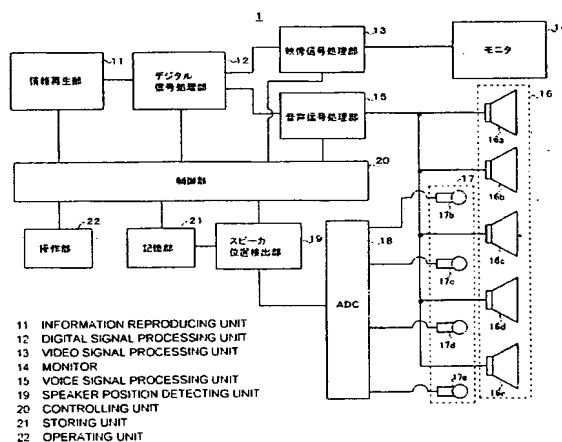 1
11
情報再生部
12
デジタル
信号処理部
13
映像信号処理部
モニタ
15
音声信号処理部
16
16a
16b
16c
16d
17
17b
17c
17d
17e
18
ADC
20
制御部
22
操作部
21
記憶部
19
スピーカ
位置検出部
11 INFORMATION REPRODUCING UNIT
12 DIGITAL SIGNAL PROCESSING UNIT
13 VIDEO SIGNAL PROCESSING UNIT
14 MONITOR
15 VOICE SIGNAL PROCESSING UNIT
19 SPEAKER POSITION DETECTING UNIT
20 CONTROLLING UNIT
21 STORING UNIT
22 OPERATING UNIT